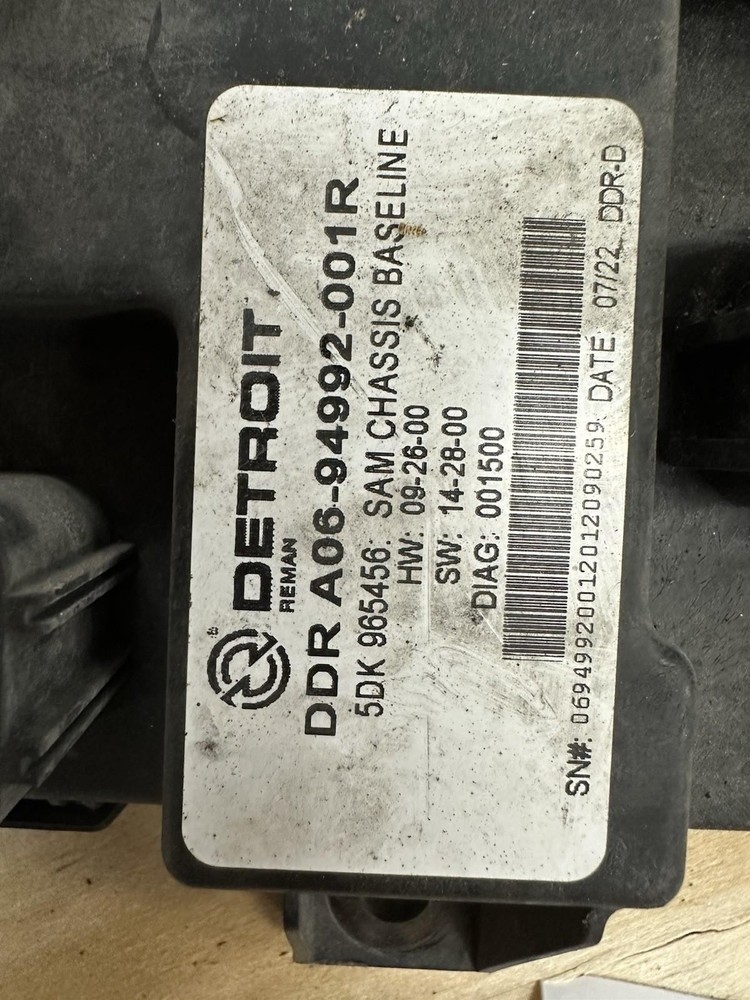 DETROIT
REMAN
DDR A06-94992-001R
5DK 965456: SAM CHASSIS BASELINE
HW: 09-26-00
SW: 14-28-00
DIAG: 001500
SN#: 06949920012012090259 DATE 07/22 DDR-D